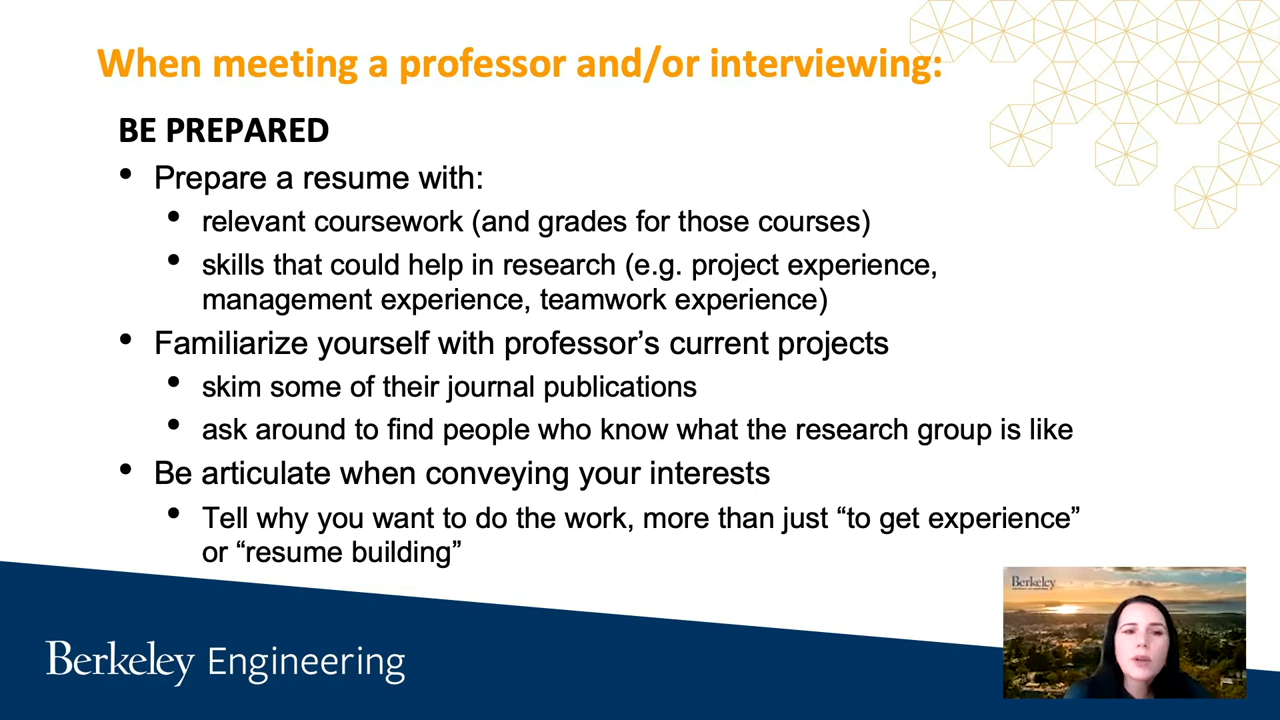 When meeting a professor and/or interviewing:
BE PREPARED
• Prepare a resume with:
• relevant coursework (and grades for those courses)
• skills that could help in research (e.g. project experience,
management experience, teamwork experience)
• Familiarize yourself with professor’s current projects
• skim some of their journal publications
• ask around to find people who know what the research group is like
• Be articulate when conveying your interests
• Tell why you want to do the work, more than just “to get experience”
or “resume building”
Berkeley Engineering
Berkeley